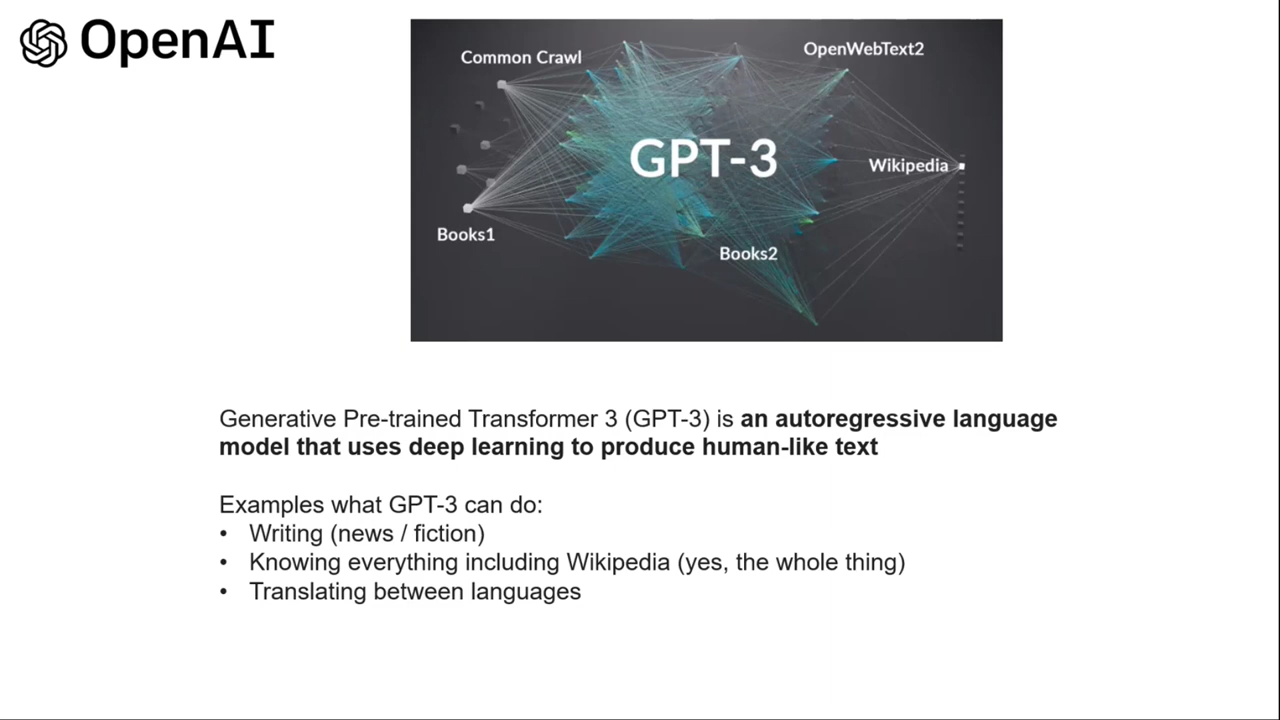 OpenAI
Common Crawl
OpenWebText2
GPT-3
Wikipedia
Books1
Books2
Generative Pre-trained Transformer 3 (GPT-3) is an autoregressive language
model that uses deep learning to produce human-like text
Examples what GPT-3 can do:
• Writing (news / fiction)
• Knowing everything including Wikipedia (yes, the whole thing)
• Translating between languages